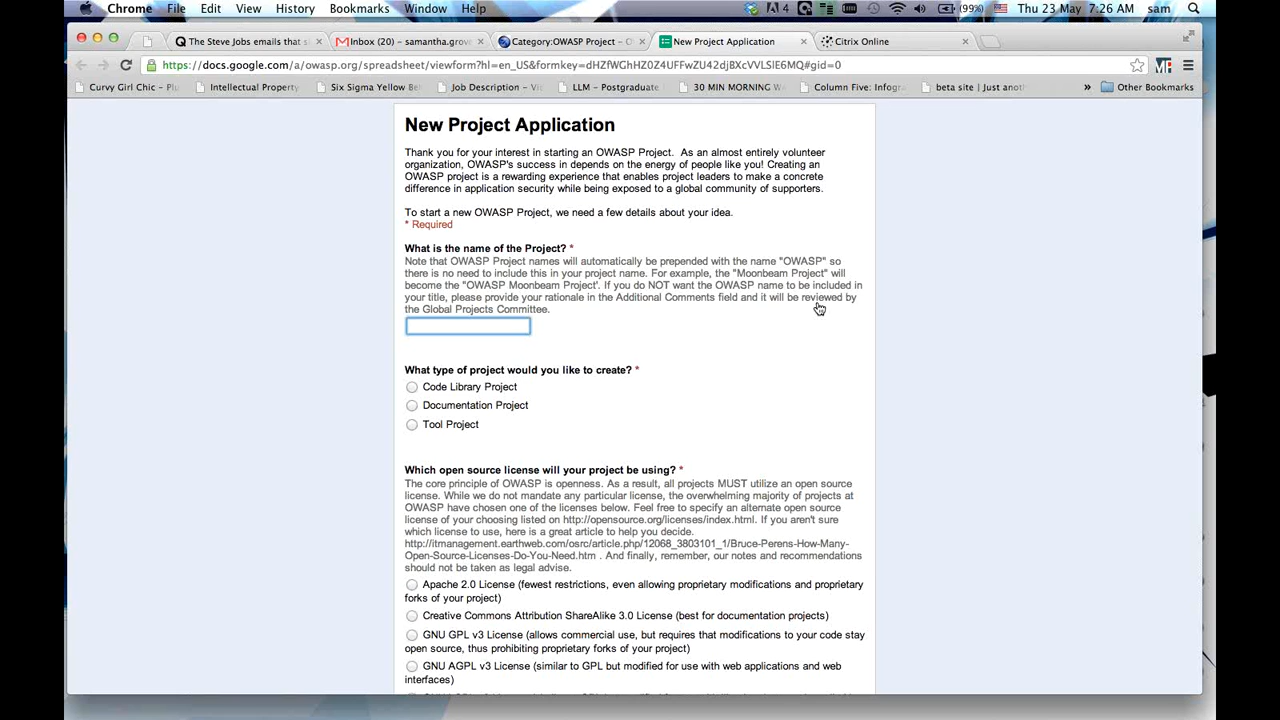 Chrome File Edit View History Bookmarks Window Help 4 (99%) Thu 23 May 7:26 AM sam
The Steve Jobs emails that s
Inbox (20) – samantha.grove
Category:OWASP Project – O
New Project Application
Citrix Online
https://docs.google.com/a/owasp.org/spreadsheet/viewform?hl=en_US&formkey=dHZfWGhHZ0Z4UFFwZU42djBXcVVLSlE6MQ#gid=0
Curvy Girl Chic – Plu Intellectual Property Six Sigma Yellow Be Job Description – Vi LLM – Postgraduate 30 MIN MORNING W Column Five: Infogra beta site | Just anot » Other Bookmarks
New Project Application
Thank you for your interest in starting an OWASP Project. As an almost entirely volunteer
organization, OWASP's success in depends on the energy of people like you! Creating an
OWASP project is a rewarding experience that enables project leaders to make a concrete
difference in application security while being exposed to a global community of supporters.
To start a new OWASP Project, we need a few details about your idea.
* Required
What is the name of the Project? *
Note that OWASP Project names will automatically be prepended with the name "OWASP" so
there is no need to include this in your project name. For example, the "Moonbeam Project" will
become the "OWASP Moonbeam Project'. If you do NOT want the OWASP name to be included in
your title, please provide your rationale in the Additional Comments field and it will be reviewed by
the Global Projects Committee.
What type of project would you like to create? *
Code Library Project
Documentation Project
Tool Project
Which open source license will your project be using? *
The core principle of OWASP is openness. As a result, all projects MUST utilize an open source
license. While we do not mandate any particular license, the overwhelming majority of projects at
OWASP have chosen one of the licenses below. Feel free to specify an alternate open source
license of your choosing listed on http://opensource.org/licenses/index.html. If you aren't sure
which license to use, here is a great article to help you decide.
http://itmanagement.earthweb.com/osrc/article.php/12068_3803101_1/Bruce-Perens-How-Many-
Open-Source-Licenses-Do-You-Need.htm . And finally, remember, our notes and recommendations
should not be taken as legal advise.
Apache 2.0 License (fewest restrictions, even allowing proprietary modifications and proprietary
forks of your project)
Creative Commons Attribution ShareAlike 3.0 License (best for documentation projects)
GNU GPL v3 License (allows commercial use, but requires that modifications to your code stay
open source, thus prohibiting proprietary forks of your project)
GNU AGPL v3 License (similar to GPL but modified for use with web applications and web
interfaces)